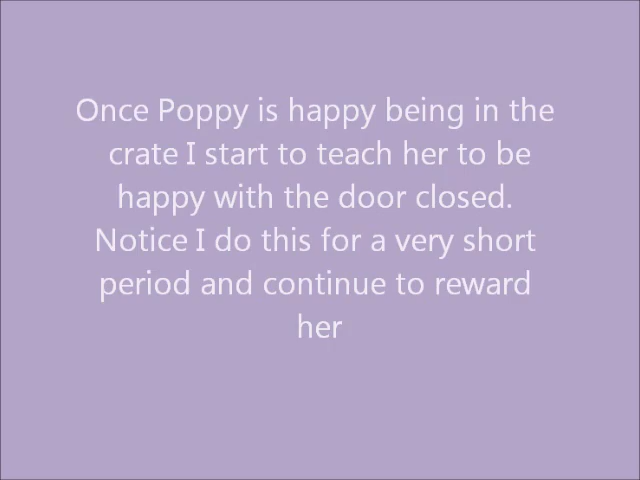 Once Poppy is happy being in the
crate I start to teach her to be
happy with the door closed.
Notice I do this for a very short
period and continue to reward
her